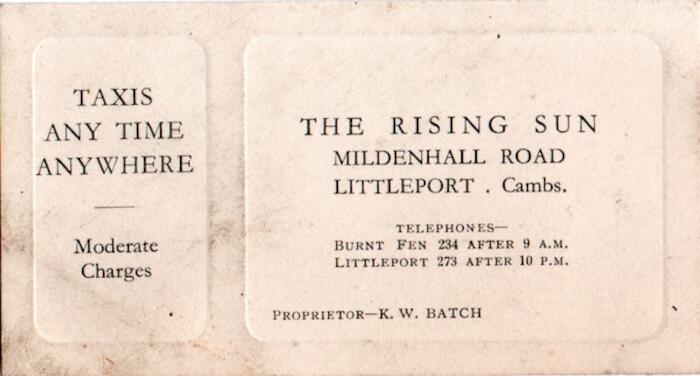 TAXIS
ANY TIME
ANYWHERE
Moderate
Charges
THE RISING SUN
MILDENHALL ROAD
LITTLEPORT . Cambs.
TELEPHONES—
BURNT FEN 234 AFTER 9 A.M.
LITTLEPORT 273 AFTER 10 P.M.
PROPRIETOR—K. W. BATCH